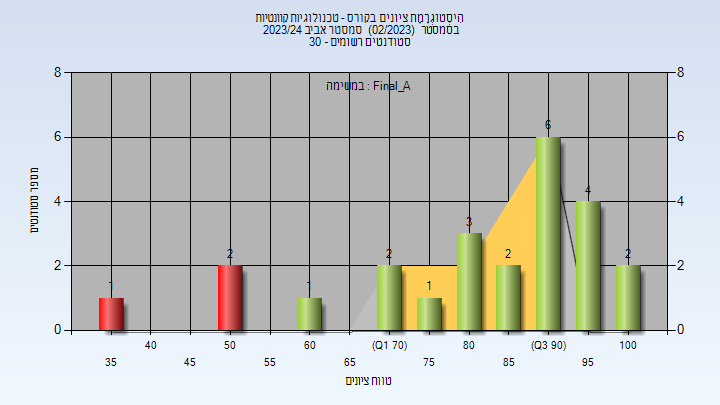 היסטוגרמת ציונים בקורס - טכנולוגיות קוונטיות
בסמסטר (02/2023) סמסטר אביב 2023/24
סטודנטים רשומים - 30
במשימה : Final_A
מספר סטודנטים
8 8
6 6
4 4
2 2
0 0
1 2 1 2 1 3 2 6 4 2
40 50 60 (Q1 70) 80 (Q3 90) 100
35 45 55 65 75 85 95
טווח ציונים